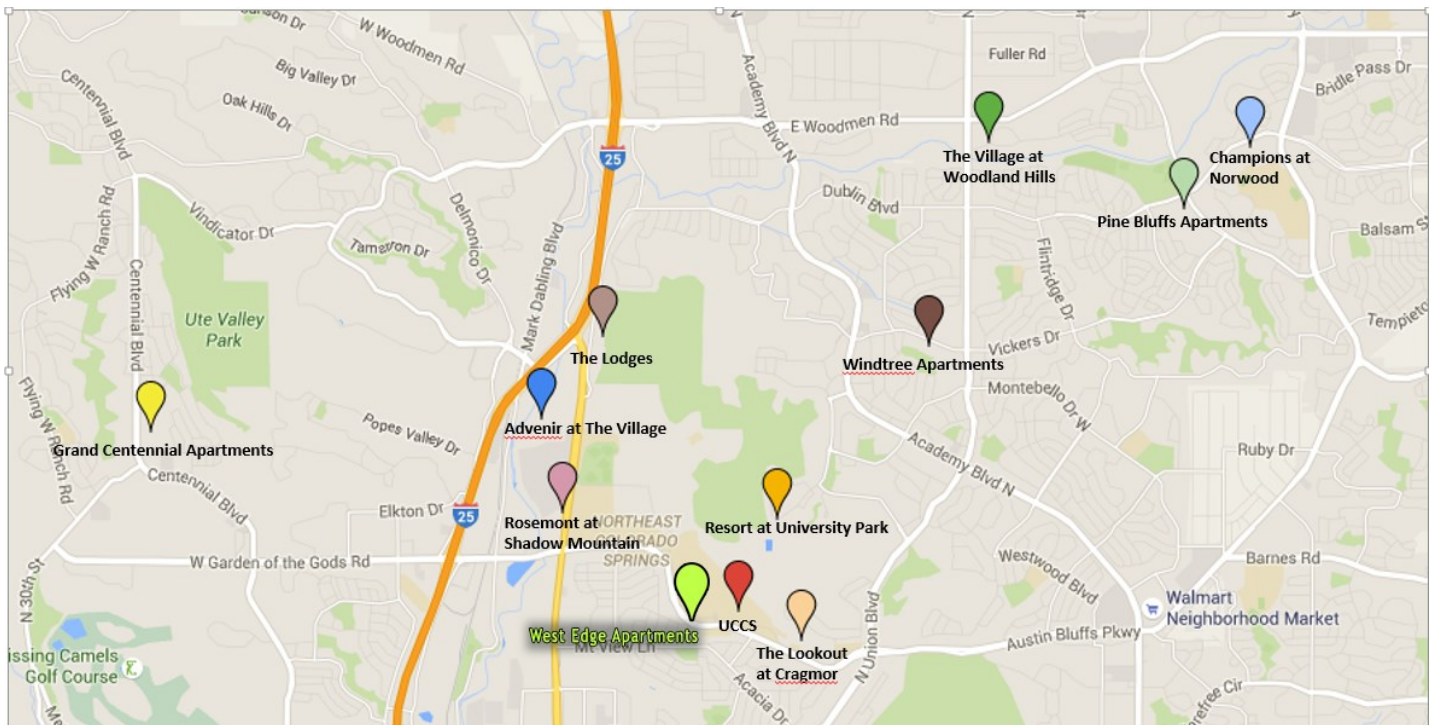 Fuller Rd
W Woodmen Rd
Big Valley Dr
Bridle Pass Dr
Centennial Blvd
Oak Hills Dr
Academy Blvd N
E Woodmen Rd
25
The Village at
Woodland Hills
Champions at
Norwood
Dublin Blvd
Pine Bluffs Apartments
Flying W Ranch Rd
Vindicator Dr
Delmonico Dr
Mark Dabling Blvd
Balsam S
Centennial Blvd
Flintridge Dr
Ute Valley
Park
Vickers Dr
The Lodges
Windtree Apartments
Montebello Dr W
Flying W Ranch Rd
Popes Valley Dr
Advenir at The Village
Grand Centennial Apartments
Academy Blvd N
Ruby Dr
Centennial Blvd
Elkton Dr
25
Rosemont at
Shadow Mountain
NORTHEAST
COLORADO
SPRINGS
Resort at University Park
W Garden of the Gods Rd
Westwood Blvd
Barnes Rd
N 30th St
N Union Blvd
Walmart
Neighborhood Market
UCCS
West Edge Apartments
Mt View Ln
Austin Bluffs Pkwy
The Lookout
at Cragmor
issing Camels
Golf Course
Acacia Dr
refree Cir